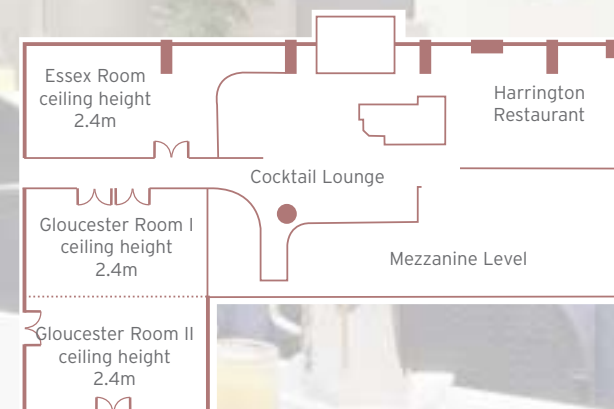 Essex Room
ceiling height
2.4m
Harrington
Restaurant
Cocktail Lounge
Gloucester Room I
ceiling height
2.4m
Mezzanine Level
Gloucester Room II
ceiling height
2.4m